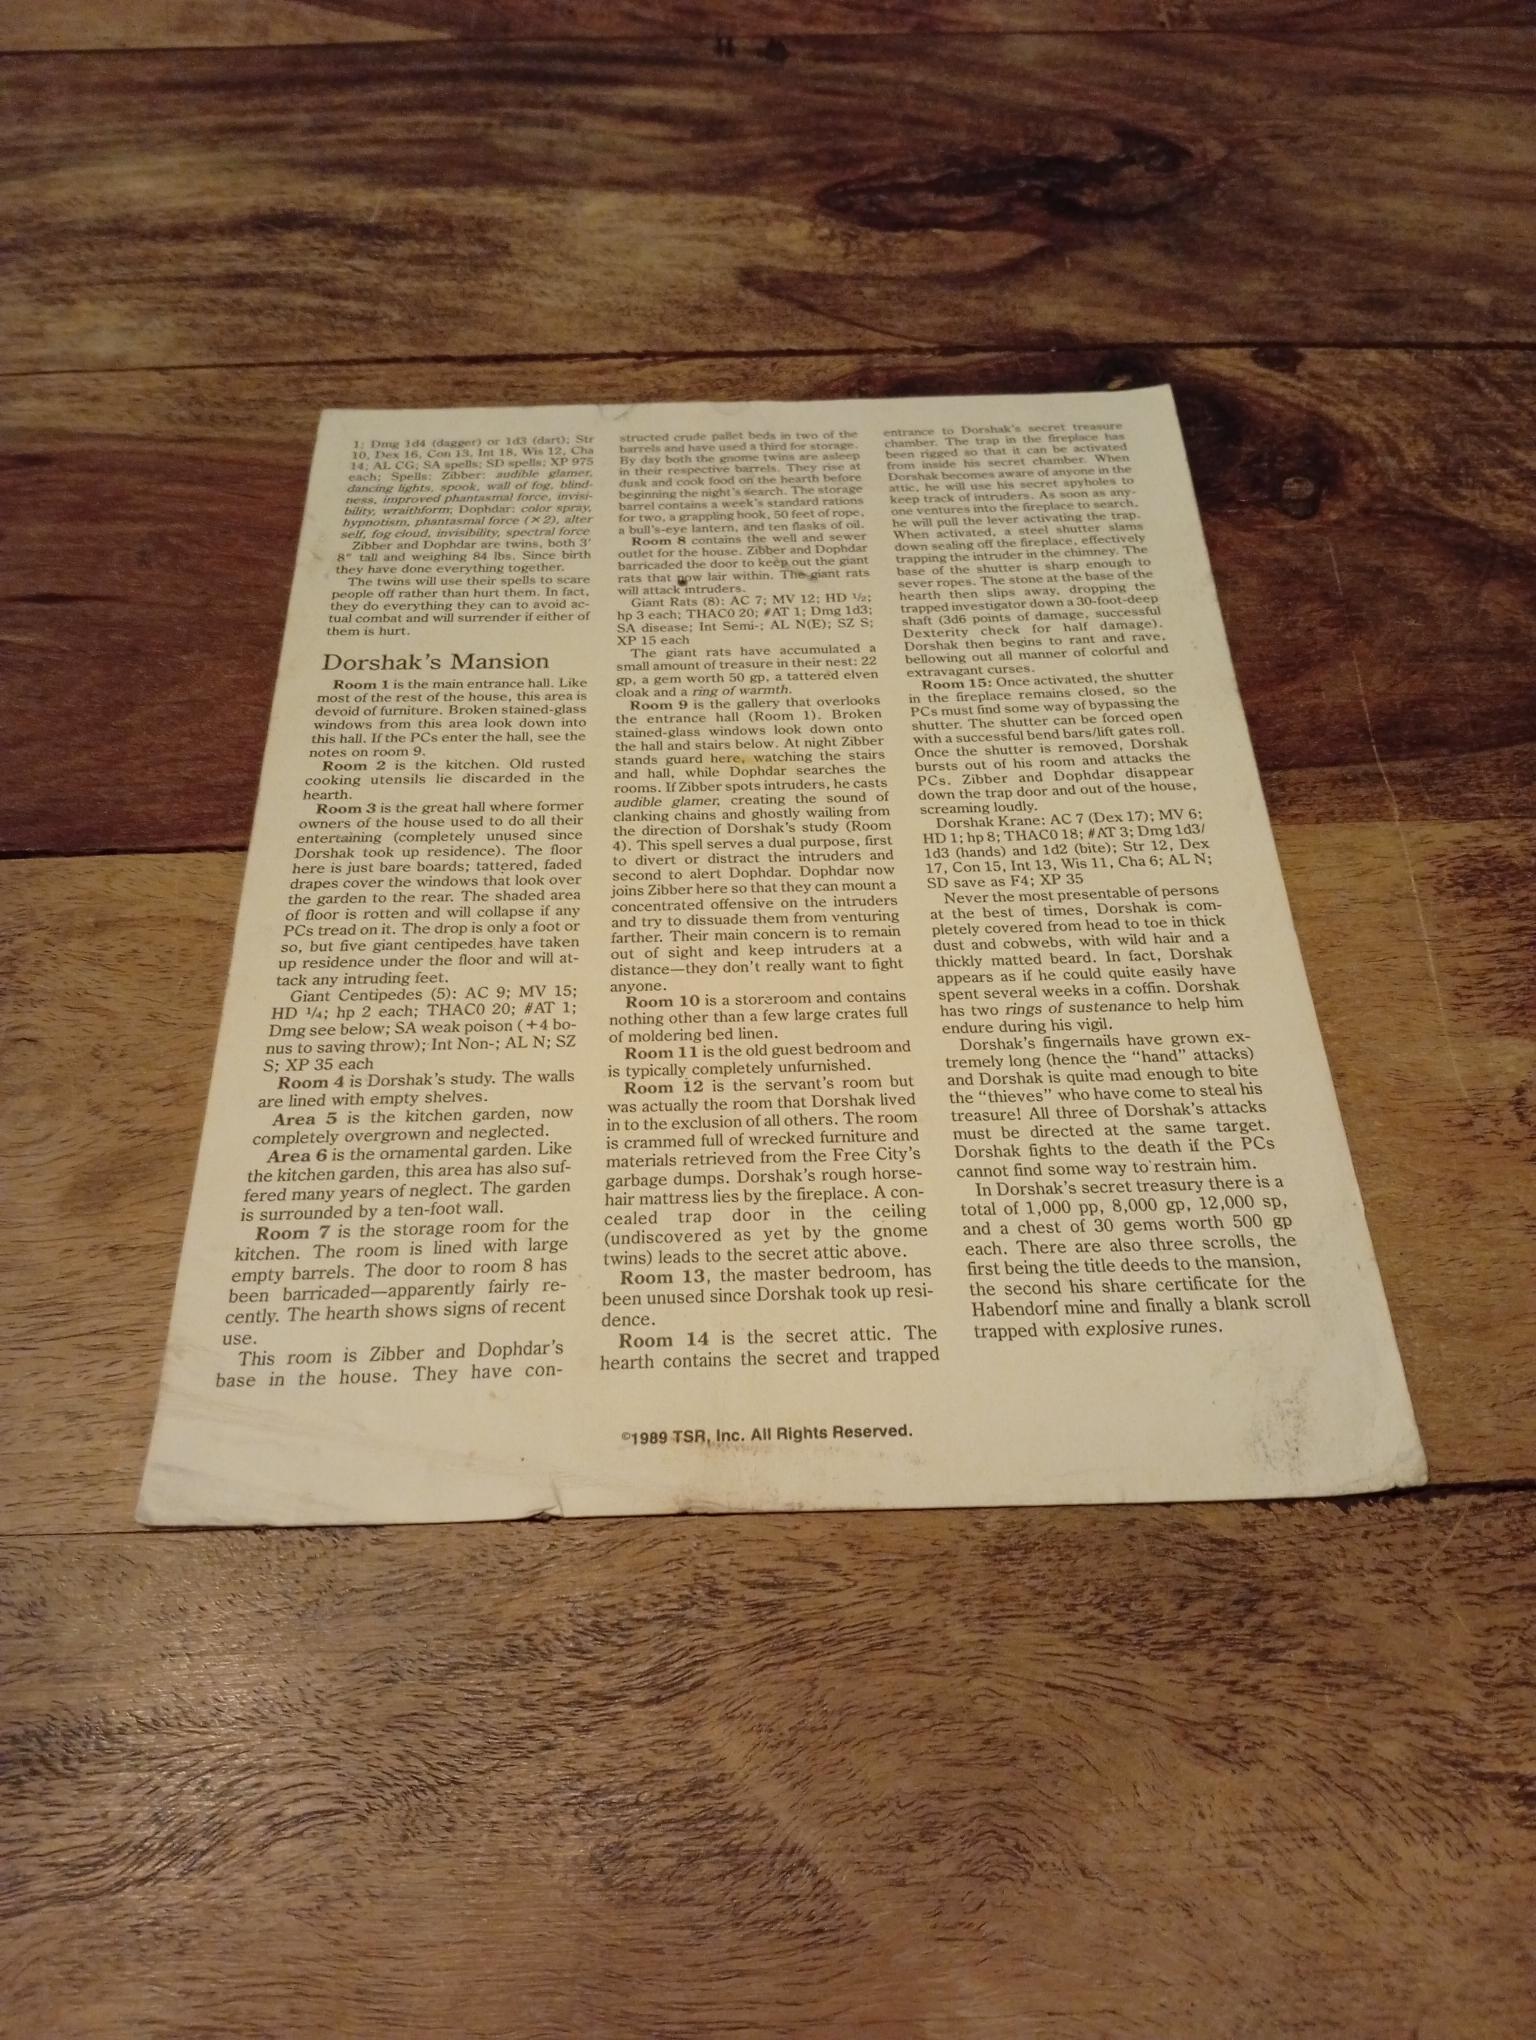 1; Dmg 1d4 (dagger) or 1d3 (dart); Str
10, Dex 16, Con 13, Int 18, Wis 12, Cha
14; AL CG; SA spells; SD spells; XP 975
each; Spells: Zibber: audible glamer,
dancing lights, spook, wall of fog, blind-
ness, improved phantasmal force, invisi-
bility, wraithform; Dophdar: color spray,
hypnotism, phantasmal force (×2), alter
self, fog cloud, invisibility, spectral force
Zibber and Dophdar are twins, both 3'
8" tall and weighing 84 lbs. Since birth
they have done everything together.
The twins will use their spells to scare
people off rather than hurt them. In fact,
they do everything they can to avoid ac-
tual combat and will surrender if either of
them is hurt.
Dorshak's Mansion
Room 1 is the main entrance hall. Like
most of the rest of the house, this area is
devoid of furniture. Broken stained-glass
windows from this area look down into
this hall. If the PCs enter the hall, see the
notes on room 9.
Room 2 is the kitchen. Old rusted
cooking utensils lie discarded in the
hearth.
Room 3 is the great hall where former
owners of the house used to do all their
entertaining (completely unused since
Dorshak took up residence). The floor
here is just bare boards; tattered, faded
drapes cover the windows that look over
the garden to the rear. The shaded area
of floor is rotten and will collapse if any
PCs tread on it. The drop is only a foot or
so, but five giant centipedes have taken
up residence under the floor and will at-
tack any intruding feet.
Giant Centipedes (5): AC 9; MV 15;
HD ¼; hp 2 each; THAC0 20; #AT 1;
Dmg see below; SA weak poison (+4 bo-
nus to saving throw); Int Non-; AL N; SZ
S; XP 35 each
Room 4 is Dorshak's study. The walls
are lined with empty shelves.
Area 5 is the kitchen garden, now
completely overgrown and neglected.
Area 6 is the ornamental garden. Like
the kitchen garden, this area has also suf-
fered many years of neglect. The garden
is surrounded by a ten-foot wall.
Room 7 is the storage room for the
kitchen. The room is lined with large
empty barrels. The door to room 8 has
been barricaded—apparently fairly re-
cently. The hearth shows signs of recent
use.
This room is Zibber and Dophdar's
base in the house. They have con-
structed crude pallet beds in two of the
barrels and have used a third for storage.
By day both the gnome twins are asleep
in their respective barrels. They rise at
dusk and cook food on the hearth before
beginning the night's search. The storage
barrel contains a week's standard rations
for two, a grappling hook, 50 feet of rope,
a bull's-eye lantern, and ten flasks of oil.
Room 8 contains the well and sewer
outlet for the house. Zibber and Dophdar
barricaded the door to keep out the giant
rats that now lair within. The giant rats
will attack intruders.
Giant Rats (8): AC 7; MV 12; HD ½;
hp 3 each; THAC0 20; #AT 1; Dmg 1d3;
SA disease; Int Semi-; AL N(E); SZ S;
XP 15 each
The giant rats have accumulated a
small amount of treasure in their nest: 22
gp, a gem worth 50 gp, a tattered elven
cloak and a ring of warmth.
Room 9 is the gallery that overlooks
the entrance hall (Room 1). Broken
stained-glass windows look down onto
the hall and stairs below. At night Zibber
stands guard here, watching the stairs
and hall, while Dophdar searches the
rooms. If Zibber spots intruders, he casts
audible glamer, creating the sound of
clanking chains and ghostly wailing from
the direction of Dorshak's study (Room
4). This spell serves a dual purpose, first
to divert or distract the intruders and
second to alert Dophdar. Dophdar now
joins Zibber here so that they can mount a
concentrated offensive on the intruders
and try to dissuade them from venturing
farther. Their main concern is to remain
out of sight and keep intruders at a
distance—they don't really want to fight
anyone.
Room 10 is a storeroom and contains
nothing other than a few large crates full
of moldering bed linen.
Room 11 is the old guest bedroom and
is typically completely unfurnished.
Room 12 is the servant's room but
was actually the room that Dorshak lived
in to the exclusion of all others. The room
is crammed full of wrecked furniture and
materials retrieved from the Free City's
garbage dumps. Dorshak's rough horse-
hair mattress lies by the fireplace. A con-
cealed trap door in the ceiling
(undiscovered as yet by the gnome
twins) leads to the secret attic above.
Room 13, the master bedroom, has
been unused since Dorshak took up resi-
dence.
Room 14 is the secret attic. The
hearth contains the secret and trapped
entrance to Dorshak's secret treasure
chamber. The trap in the fireplace has
been rigged so that it can be activated
from inside his secret chamber. When
Dorshak becomes aware of anyone in the
attic, he will use his secret spyholes to
keep track of intruders. As soon as any-
one ventures into the fireplace to search,
he will pull the lever activating the trap.
When activated, a steel shutter slams
down sealing off the fireplace, effectively
trapping the intruder in the chimney. The
base of the shutter is sharp enough to
sever ropes. The stone at the base of the
hearth then slips away, dropping the
trapped investigator down a 30-foot-deep
shaft (3d6 points of damage, successful
Dexterity check for half damage).
Dorshak then begins to rant and rave,
bellowing out all manner of colorful and
extravagant curses.
Room 15: Once activated, the shutter
in the fireplace remains closed, so the
PCs must find some way of bypassing the
shutter. The shutter can be forced open
with a successful bend bars/lift gates roll.
Once the shutter is removed, Dorshak
bursts out of his room and attacks the
PCs. Zibber and Dophdar disappear
down the trap door and out of the house,
screaming loudly.
Dorshak Krane: AC 7 (Dex 17); MV 6;
HD 1; hp 8; THAC0 18; #AT 3; Dmg 1d3/
1d3 (hands) and 1d2 (bite); Str 12, Dex
17, Con 15, Int 13, Wis 11, Cha 6; AL N;
SD save as F4; XP 35
Never the most presentable of persons
at the best of times, Dorshak is com-
pletely covered from head to toe in thick
dust and cobwebs, with wild hair and a
thickly matted beard. In fact, Dorshak
appears as if he could quite easily have
spent several weeks in a coffin. Dorshak
has two rings of sustenance to help him
endure during his vigil.
Dorshak's fingernails have grown ex-
tremely long (hence the "hand" attacks)
and Dorshak is quite mad enough to bite
the "thieves" who have come to steal his
treasure! All three of Dorshak's attacks
must be directed at the same target.
Dorshak fights to the death if the PCs
cannot find some way to restrain him.
In Dorshak's secret treasury there is a
total of 1,000 pp, 8,000 gp, 12,000 sp,
and a chest of 30 gems worth 500 gp
each. There are also three scrolls, the
first being the title deeds to the mansion,
the second his share certificate for the
Habendorf mine and finally a blank scroll
trapped with explosive runes.
©1989 TSR, Inc. All Rights Reserved.